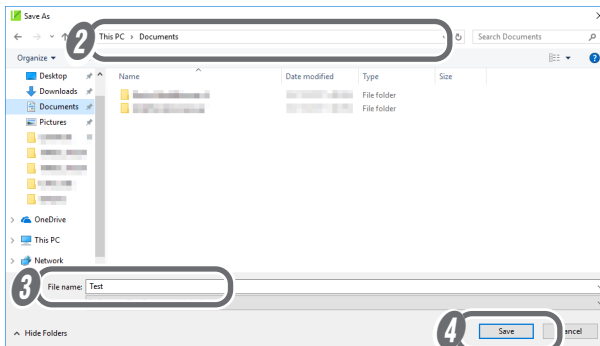 Save As
2
This PC > Documents
Search Documents
Organize
Desktop
Name
Date modified
Type
Size
Downloads
File folder
Documents
File folder
Pictures
OneDrive
This PC
Network
3
File name: Test
4
Hide Folders
Save
ancel